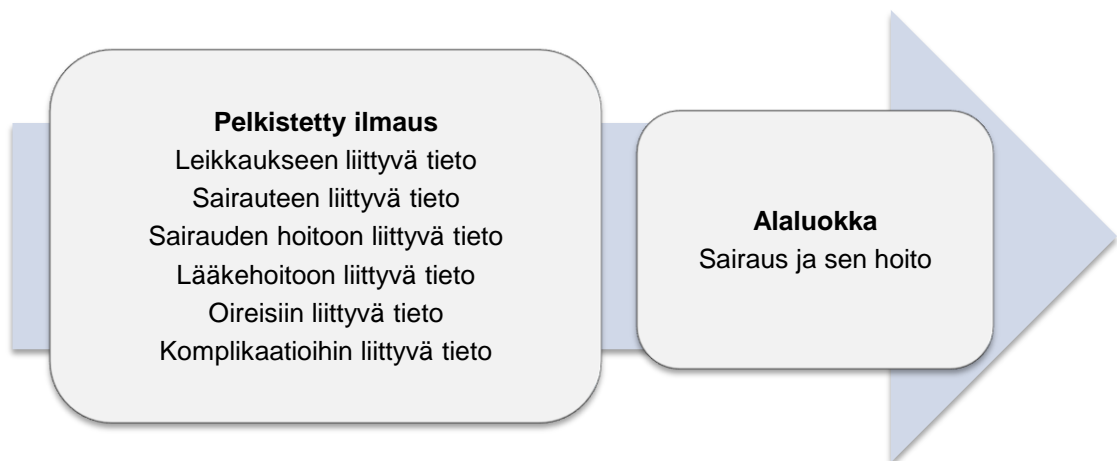 Pelkistetty ilmaus
Leikkaukseen liittyvä tieto
Sairauteen liittyvä tieto
Sairauden hoitoon liittyvä tieto
Lääkehoitoon liittyvä tieto
Oireisiin liittyvä tieto
Komplikaatioihin liittyvä tieto
Alaluokka
Sairaus ja sen hoito